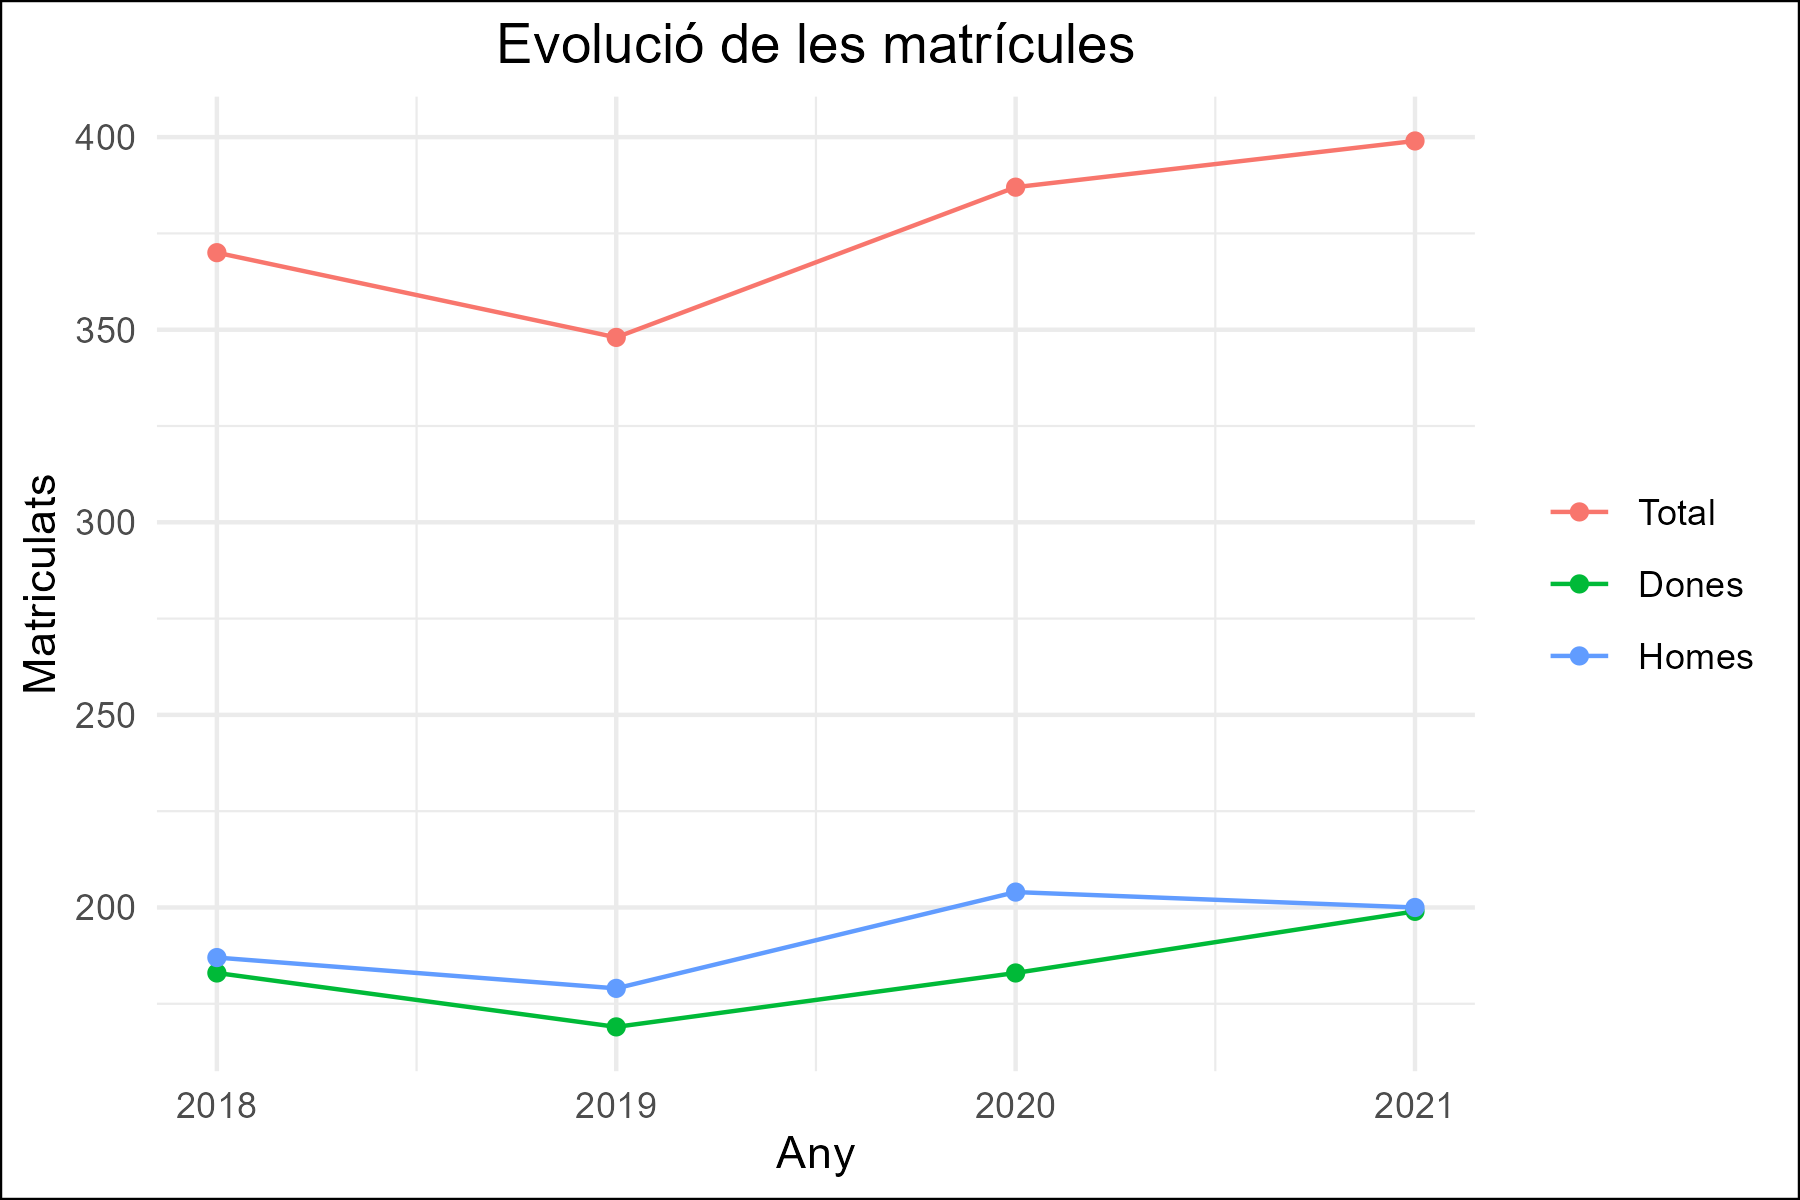 Evolució de les matrícules
Matriculats
400
350
300
250
200
2018
2019
2020
2021
Any
Total
Dones
Homes